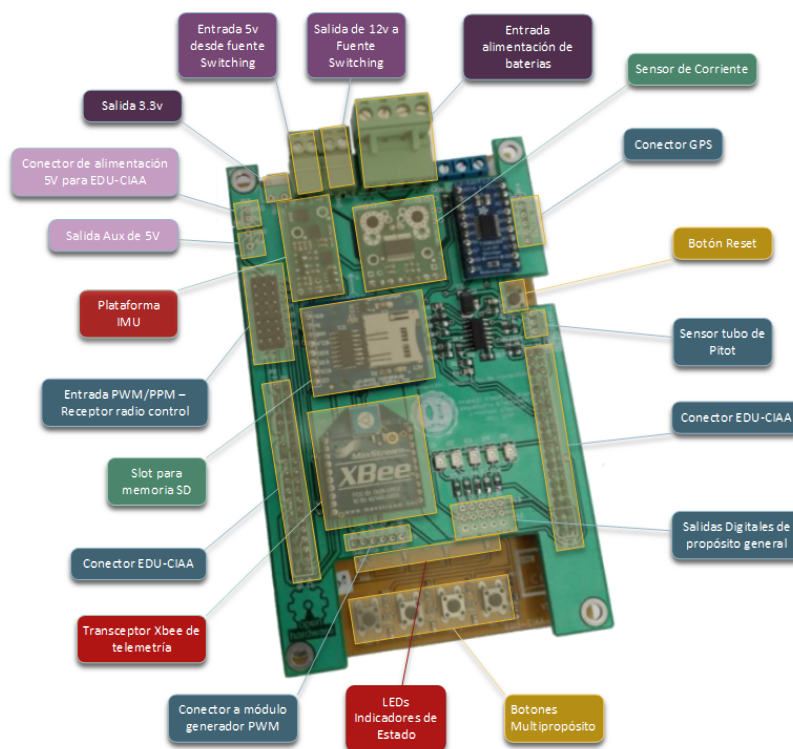 Entrada 5v
desde fuente
Switching
Salida de 12v a
Fuente
Switching
Entrada
alimentación de
baterias
Sensor de Corriente
Salida 3.3v
Conector GPS
Conector de alimentación
5V para EDU-CIAA
Salida Aux de 5V
Botón Reset
Plataforma
IMU
Sensor tubo de
Pitot
Entrada PWM/PPM –
Receptor radio control
Conector EDU-CIAA
MaxStream
XBee
Slot para
memoria SD
Salidas Digitales de
propósito general
Conector EDU-CIAA
open
hardware
Transceptor Xbee de
telemetría
Conector a módulo
generador PWM
LEDs
Indicadores de
Estado
Botones
Multipropósito